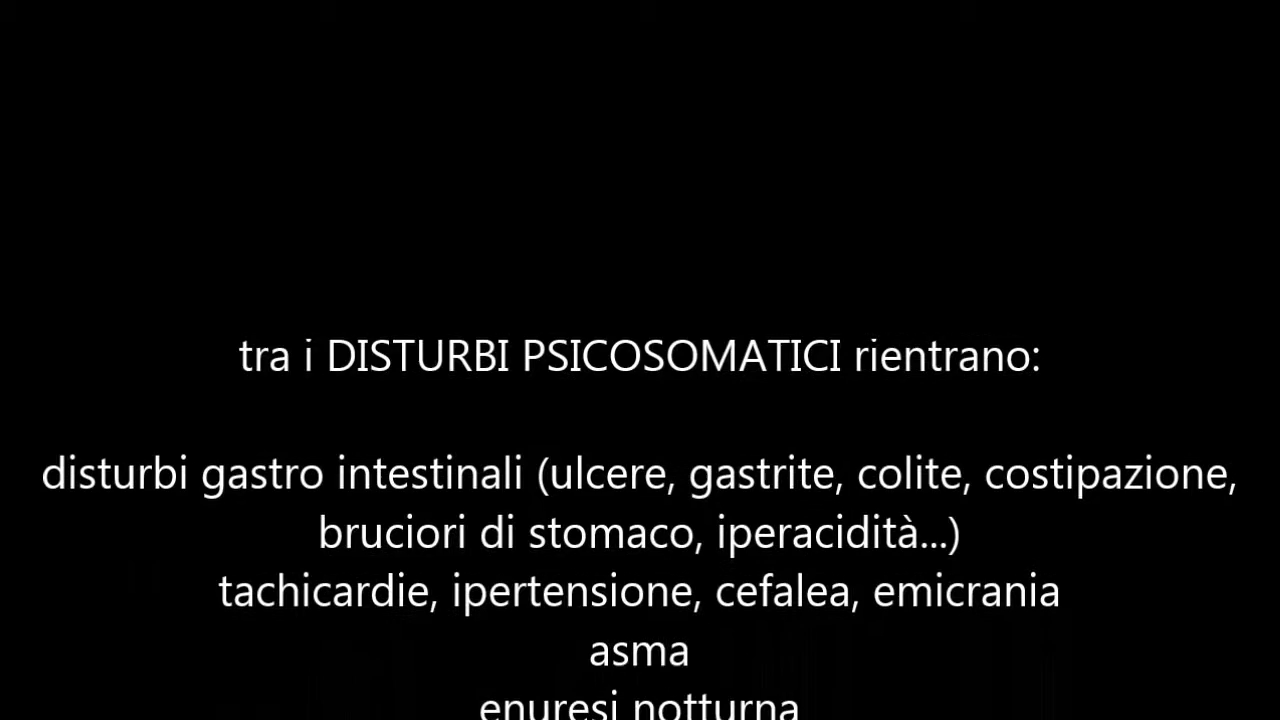 tra i DISTURBI PSICOSOMATICI rientrano:
disturbi gastro intestinali (ulcere, gastrite, colite, costipazione,
bruciori di stomaco, iperacidità...)
tachicardie, ipertensione, cefalea, emicrania
asma
enuresi notturna